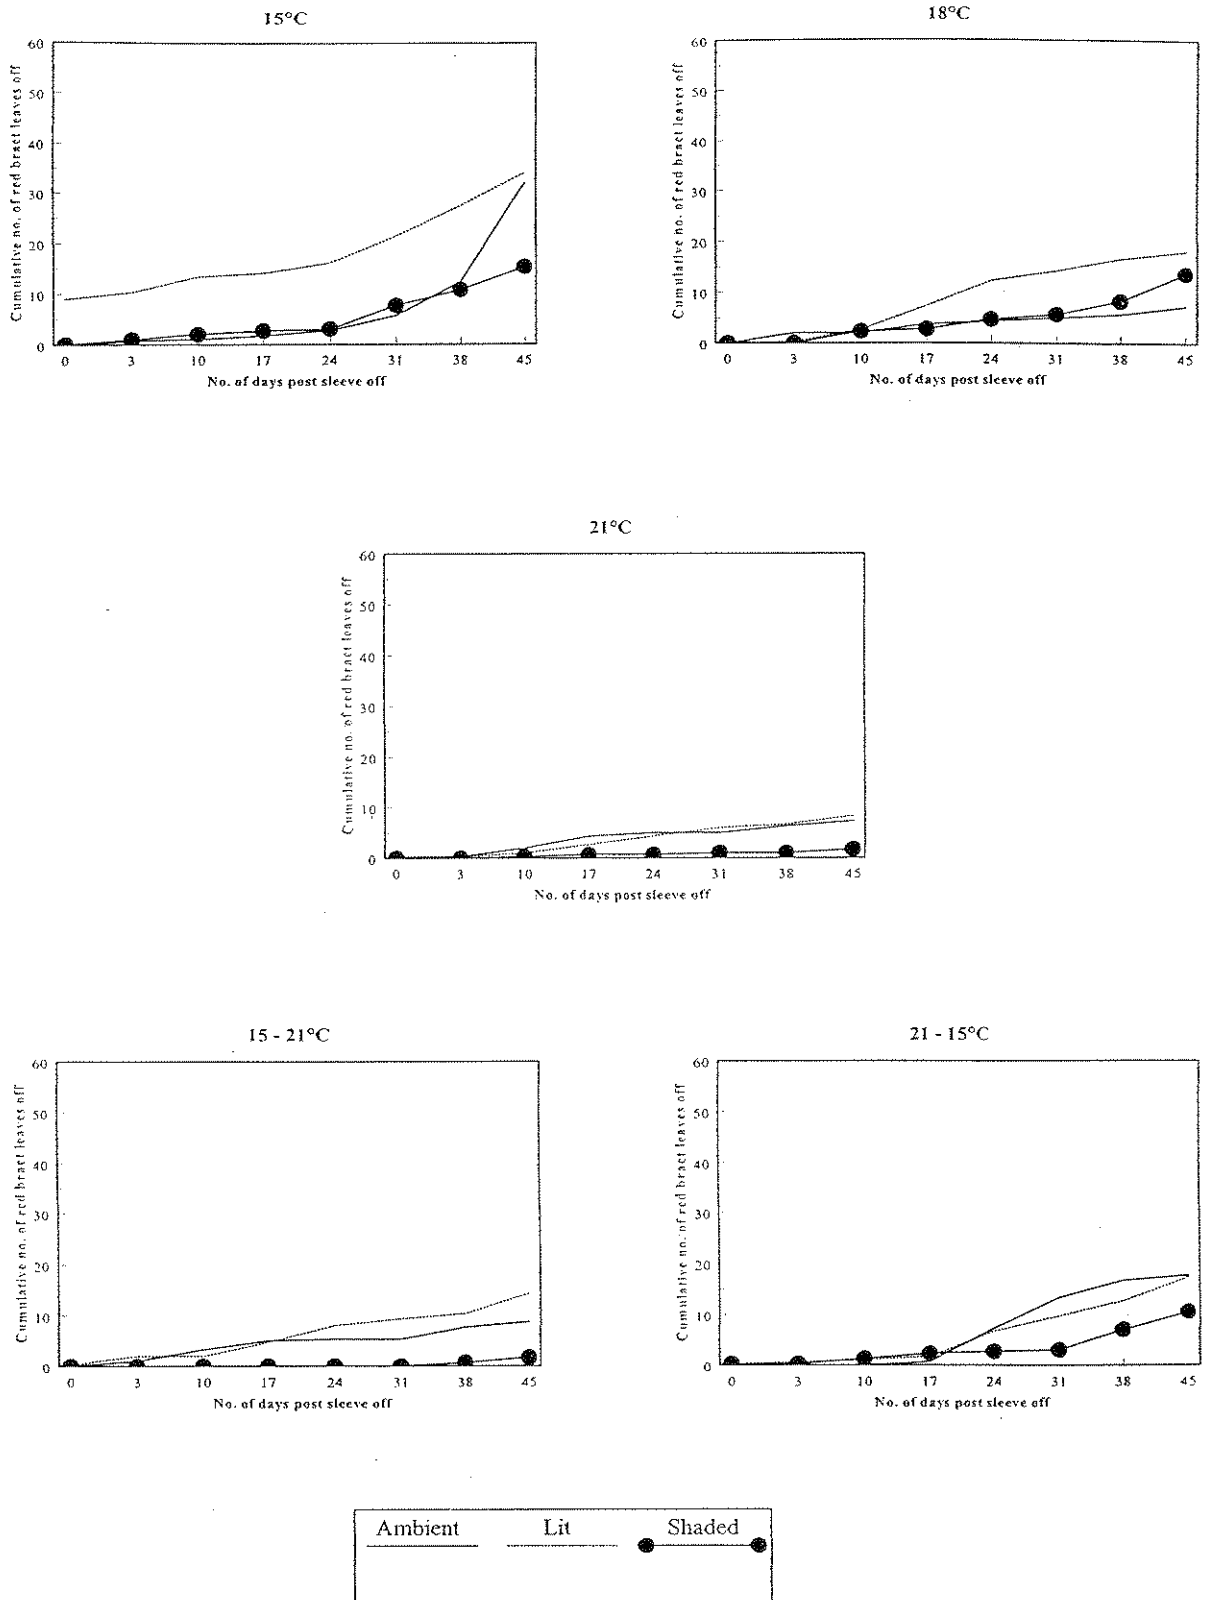 15°C
18°C
Cumulative no. of red bract leaves off
60
50
40
30
20
10
0
0 3 10 17 24 31 38 45
No. of days post sleeve off
Cumulative no. of red bract leaves off
60
50
40
30
20
10
0
0 3 10 17 24 31 38 45
No. of days post sleeve off
21°C
Cumulative no. of red bract leaves off
60
50
40
30
20
10
0
0 3 10 17 24 31 38 45
No. of days post sleeve off
15 - 21°C
21 - 15°C
Cumulative no. of red bract leaves off
60
50
40
30
20
10
0
0 3 10 17 24 31 38 45
No. of days post sleeve off
Cumulative no. of red bract leaves off
60
50
40
30
20
10
0
0 3 10 17 24 31 38 45
No. of days post sleeve off
Ambient Lit Shaded